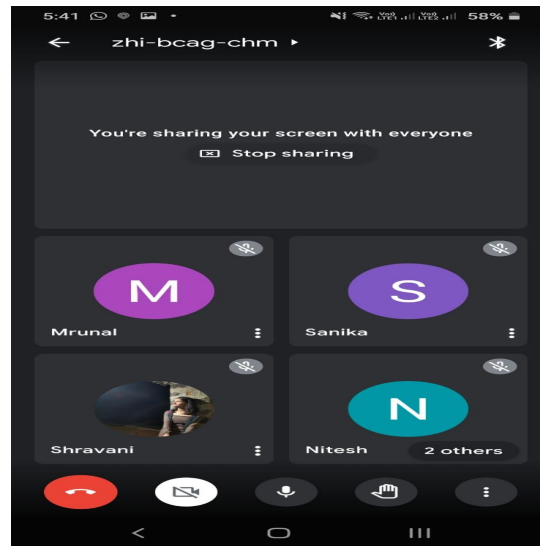 5:41 58%
zhi-bcag-chm
You're sharing your screen with everyone
Stop sharing
M
S
Mrunal
Sanika
N
Shravani
Nitesh
2 others